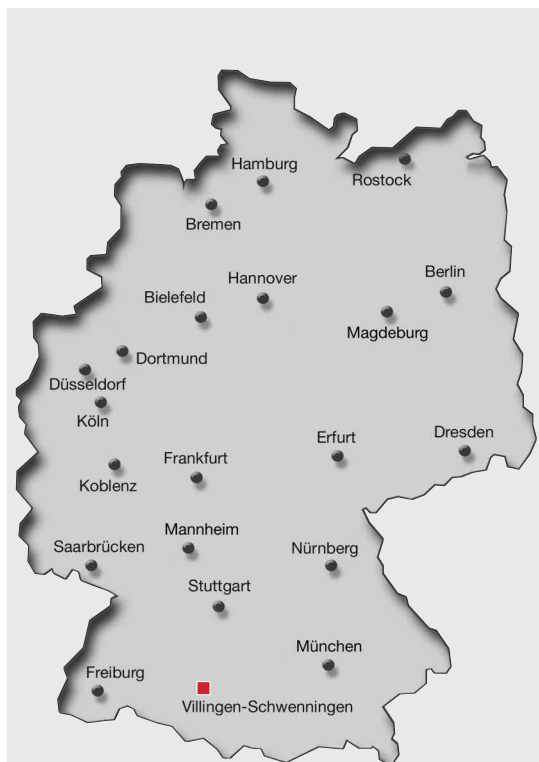 Hamburg
Rostock
Bremen
Berlin
Hannover
Bielefeld
Magdeburg
Dortmund
Düsseldorf
Köln
Dresden
Erfurt
Frankfurt
Koblenz
Mannheim
Saarbrücken
Nürnberg
Stuttgart
München
Freiburg
Villingen-Schwenningen